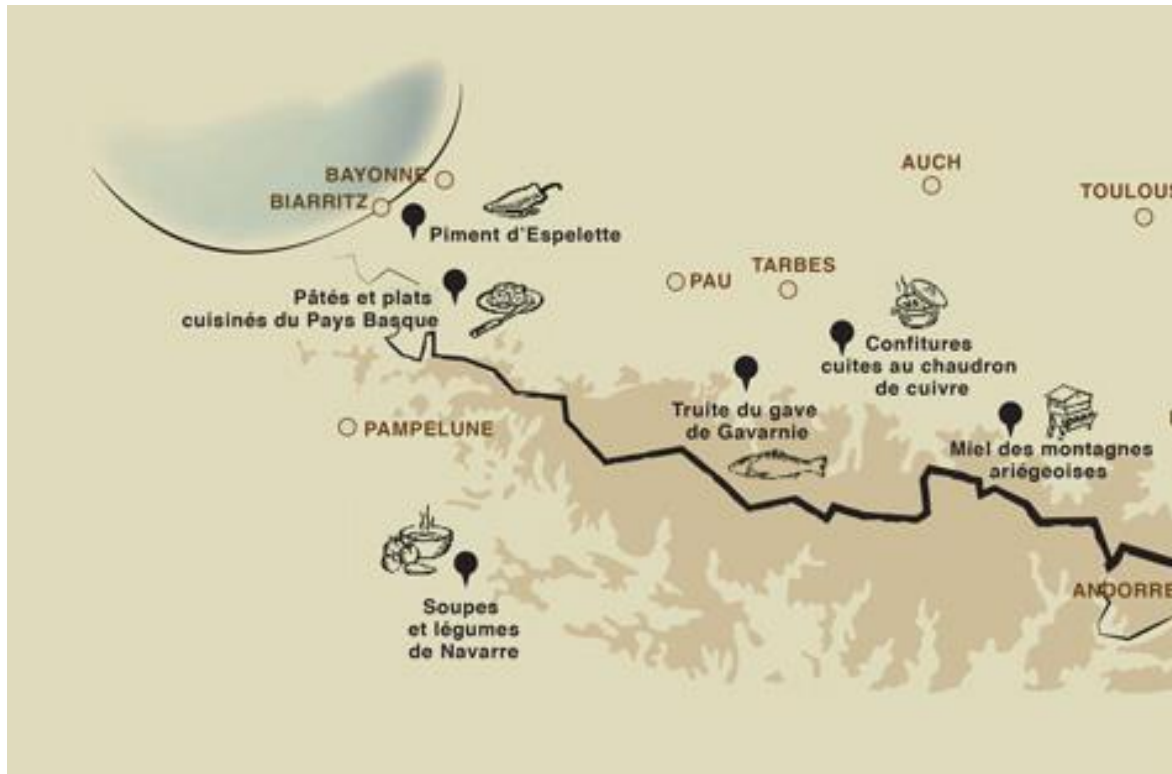 AUCH
BAYONNE
BIARRITZ
TOULOUS
Piment d'Espelette
PAU
TARBES
Pâtés et plats
cuisinés du Pays Basque
Confitures
cuites au chaudron
de cuivre
Truite du gave
de Gavarnie
PAMPELUNE
Miel des montagnes
ariégeoises
ANDORRE
Soupes
et légumes
de Navarre